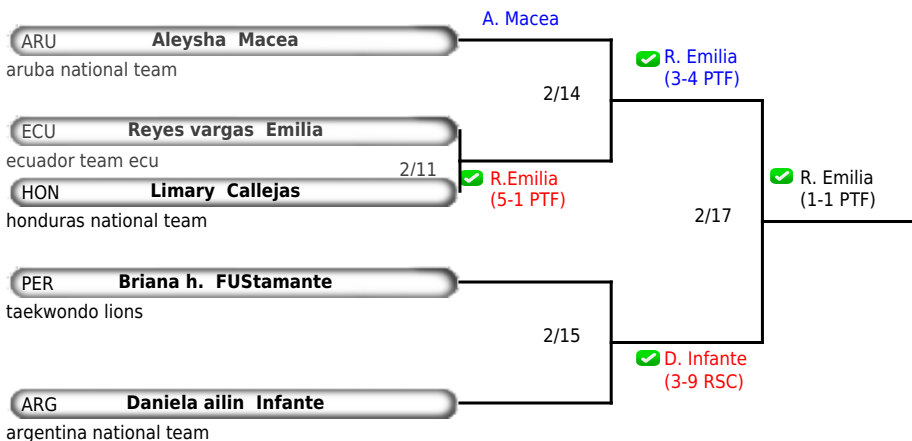 A. Macea
ARU Aleysha Macea
aruba national team
R. Emilia
(3-4 PTF)
2/14
ECU Reyes vargas Emilia
ecuador team ecu
2/11
R.Emilia
(5-1 PTF)
HON Limary Callejas
honduras national team
R. Emilia
(1-1 PTF)
2/17
PER Briana h. FUStamante
taekwondo lions
2/15
D. Infante
(3-9 RSC)
ARG Daniela ailin Infante
argentina national team